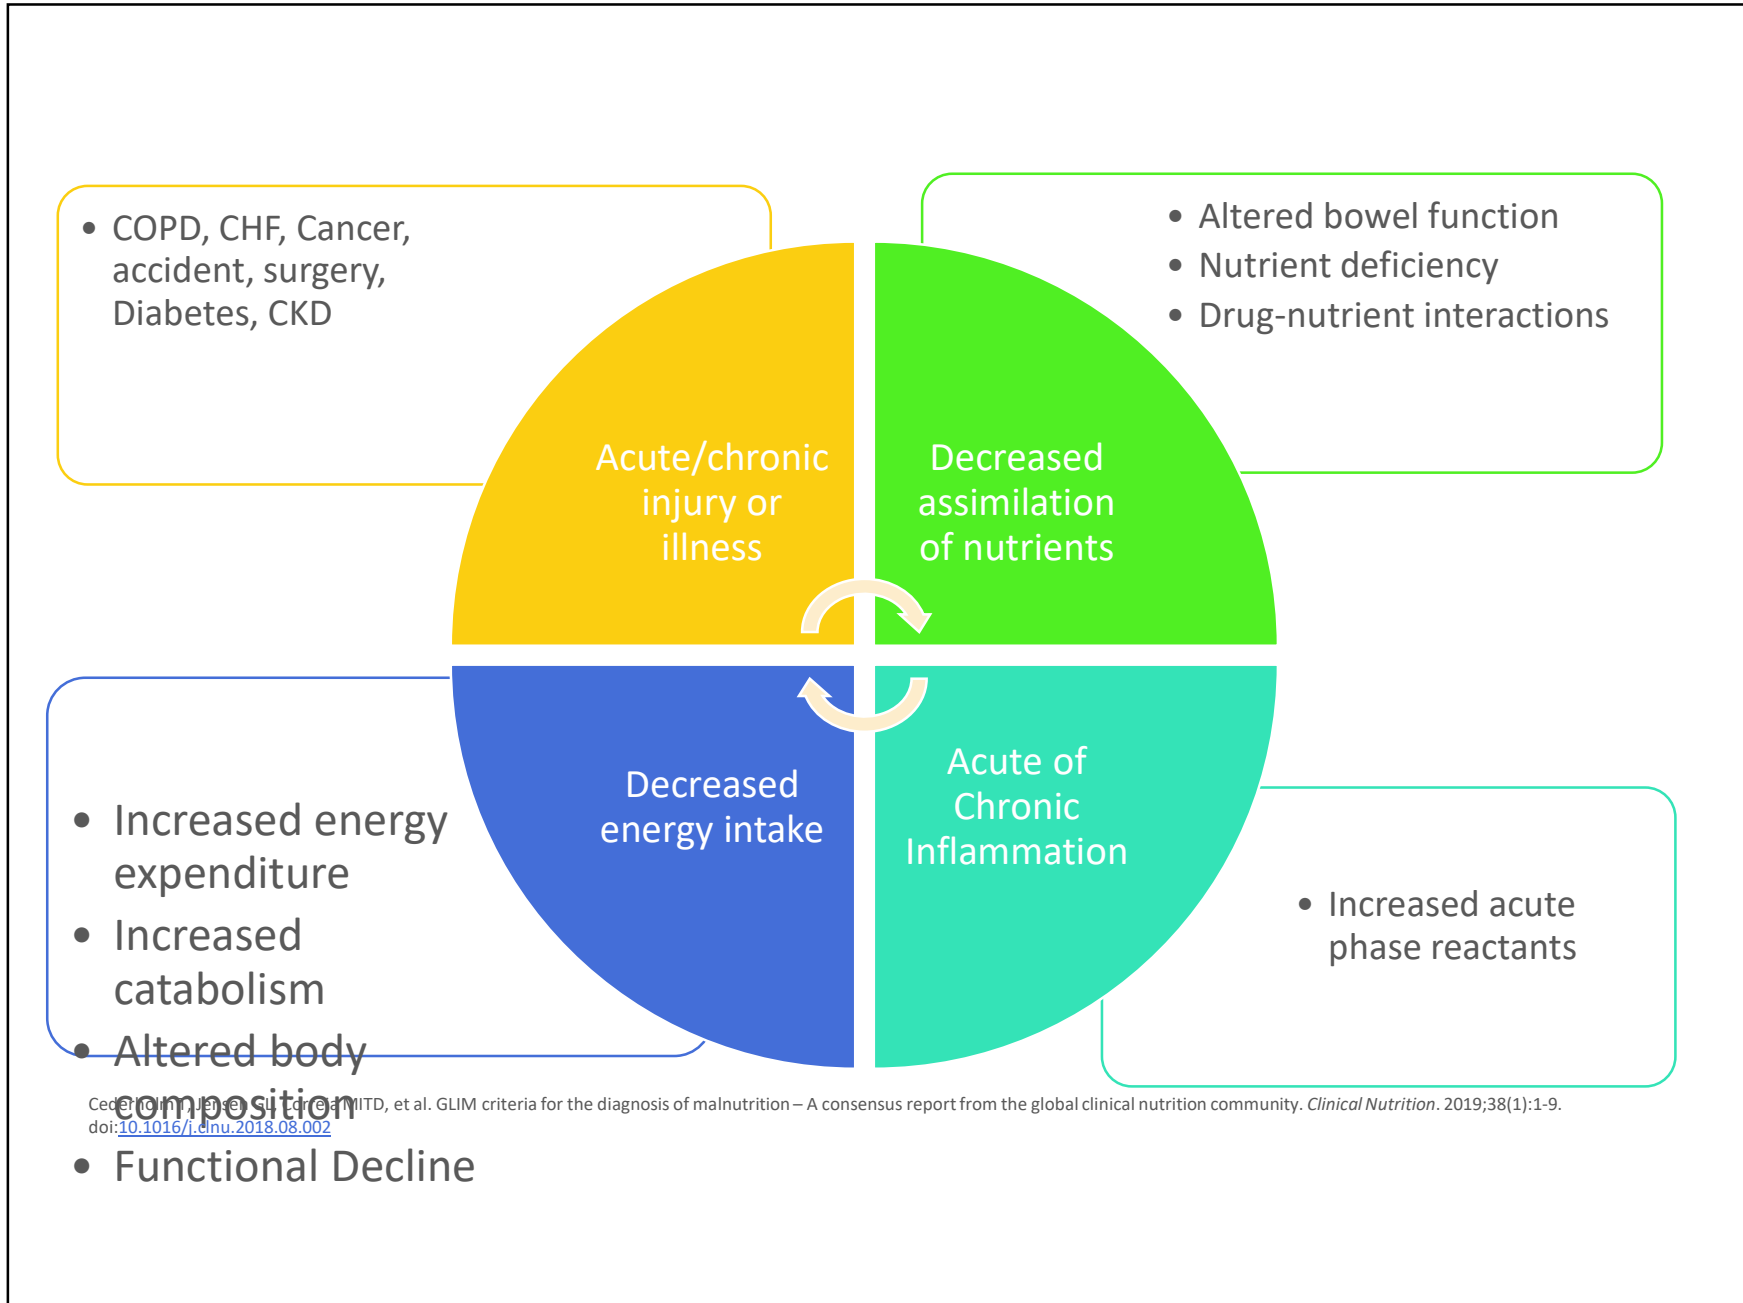 • COPD, CHF, Cancer,
accident, surgery,
Diabetes, CKD
• Altered bowel function
• Nutrient deficiency
• Drug-nutrient interactions
Acute/chronic
injury or
illness
Decreased
assimilation
of nutrients
Decreased
energy intake
Acute of
Chronic
Inflammation
• Increased energy
expenditure
• Increased
catabolism
• Altered body
composition
• Functional Decline
• Increased acute
phase reactants
Cederholm T, Jensen GL, Correia MITD, et al. GLIM criteria for the diagnosis of malnutrition – A consensus report from the global clinical nutrition community. Clinical Nutrition. 2019;38(1):1-9.
doi:10.1016/j.clnu.2018.08.002